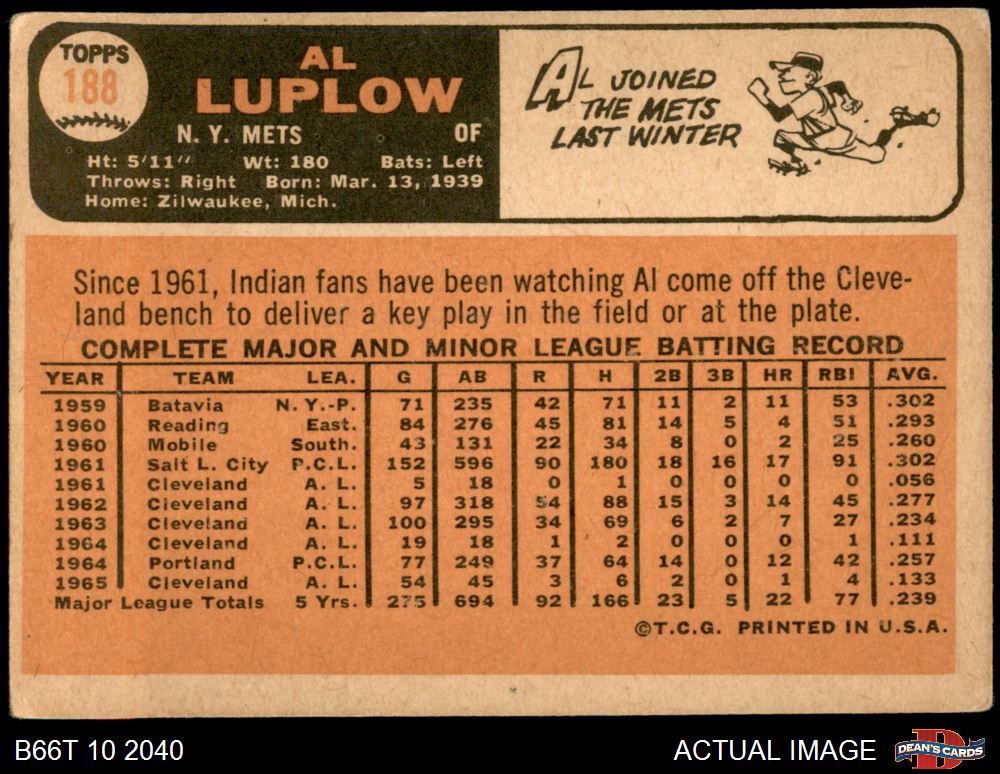 TOPPS
188
AL
LUPLOW
N. Y. METS OF
Ht: 5'11" Wt: 180 Bats: Left
Throws: Right Born: Mar. 13, 1939
Home: Zilwaukee, Mich.
AL JOINED
THE METS
LAST WINTER
Since 1961, Indian fans have been watching Al come off the Cleve-
land bench to deliver a key play in the field or at the plate.
COMPLETE MAJOR AND MINOR LEAGUE BATTING RECORD
YEAR TEAM LEA. G AB R H 2B 3B HR RBI AVG.
1959 Batavia N. Y.-P. 71 235 42 71 11 2 11 53 .302
1960 Reading East. 84 276 45 81 14 5 4 51 .293
1960 Mobile South. 43 131 22 34 8 0 2 25 .260
1961 Salt L. City P.C.L. 152 596 90 180 18 16 17 91 .302
1961 Cleveland A. L. 5 18 0 1 0 0 0 0 .056
1962 Cleveland A. L. 97 318 54 88 15 3 14 45 .277
1963 Cleveland A. L. 100 295 34 69 6 2 7 27 .234
1964 Cleveland A. L. 19 18 1 2 0 0 0 1 .111
1964 Portland P.C.L. 77 249 37 64 14 0 12 42 .257
1965 Cleveland A. L. 54 45 3 6 2 0 1 4 .133
Major League Totals 5 Yrs. 275 694 92 166 23 5 22 77 .239
©T.C.G. PRINTED IN U.S.A.
B66T 10 2040 ACTUAL IMAGE DEAN'S CARDS